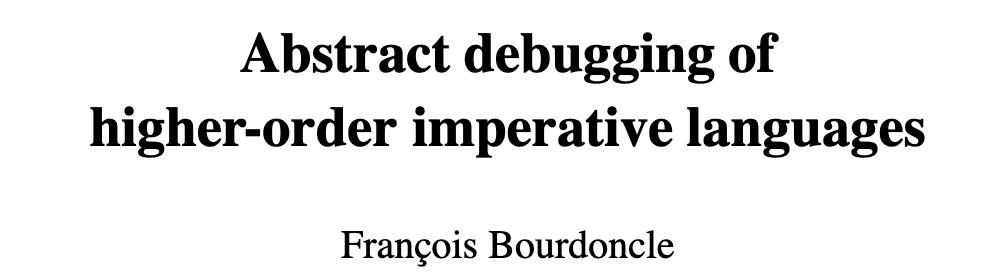 Abstract debugging of
higher-order imperative languages
François Bourdoncle